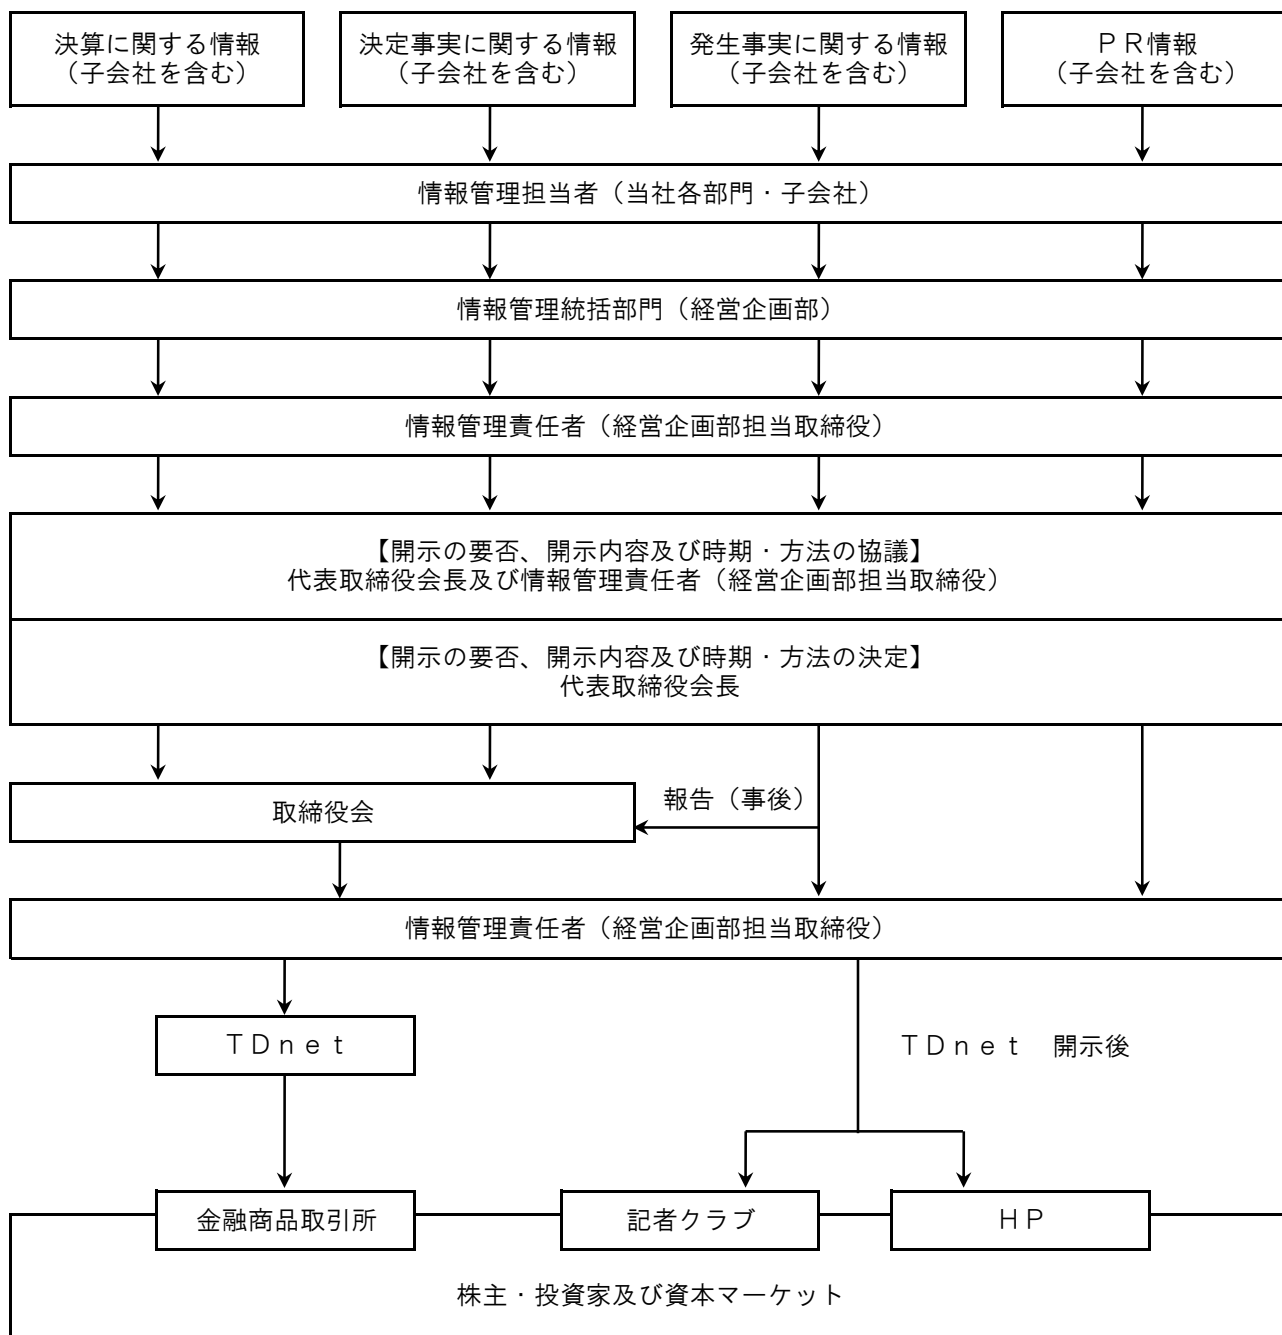 決算に関する情報
（子会社を含む）
決定事実に関する情報
（子会社を含む）
発生事実に関する情報
（子会社を含む）
ＰＲ情報
（子会社を含む）
情報管理担当者（当社各部門・子会社）
情報管理統括部門（経営企画部）
情報管理責任者（経営企画部担当取締役）
【開示の要否、開示内容及び時期・方法の協議】
代表取締役会長及び情報管理責任者（経営企画部担当取締役）
【開示の要否、開示内容及び時期・方法の決定】
代表取締役会長
取締役会
報告（事後）
情報管理責任者（経営企画部担当取締役）
ＴＤｎｅｔ
ＴＤｎｅｔ　開示後
金融商品取引所
記者クラブ
ＨＰ
株主・投資家及び資本マーケット